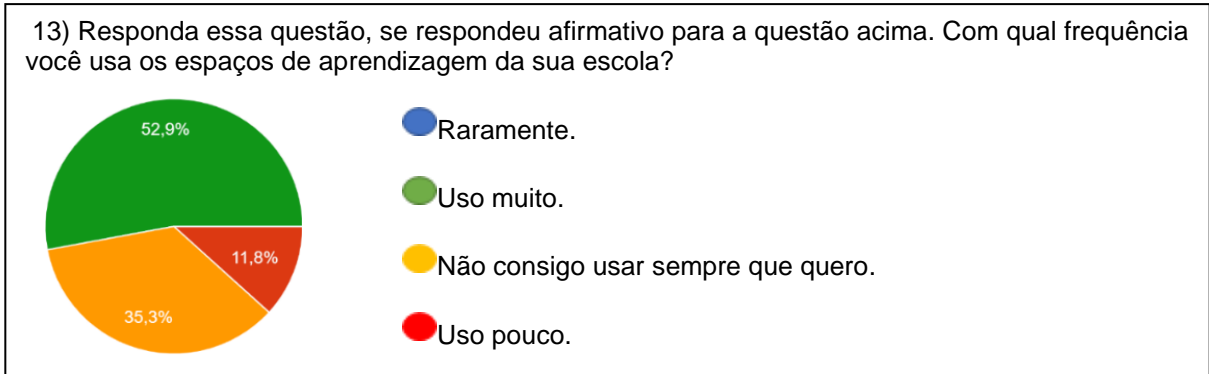 13) Responda essa questão, se respondeu afirmativo para a questão acima. Com qual frequência
você usa os espaços de aprendizagem da sua escola?
52,9%
Raramente.
Uso muito.
11,8%
Não consigo usar sempre que quero.
35,3%
Uso pouco.